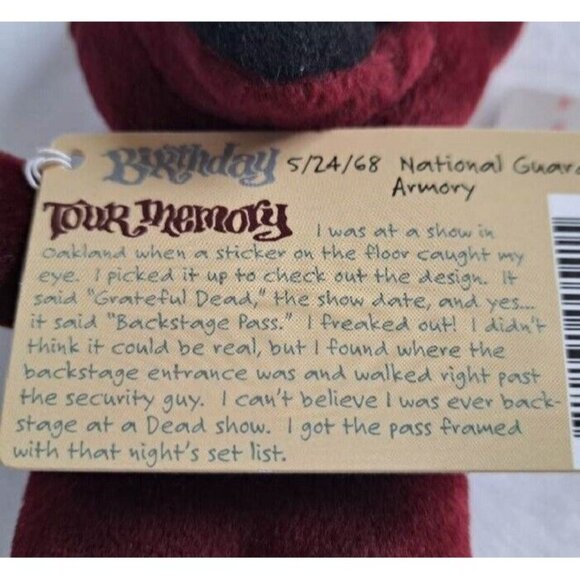 Birthday 5/24/68 National Guard
Armory
Tour Memory I was at a show in
Oakland when a sticker on the floor caught my
eye. I picked it up to check out the design. It
said "Grateful Dead," the show date, and yes...
it said "Backstage Pass." I freaked out! I didn't
think it could be real, but I found where the
backstage entrance was and walked right past
the security guy. I can't believe I was ever back-
stage at a Dead show. I got the pass framed
with that night's set list.